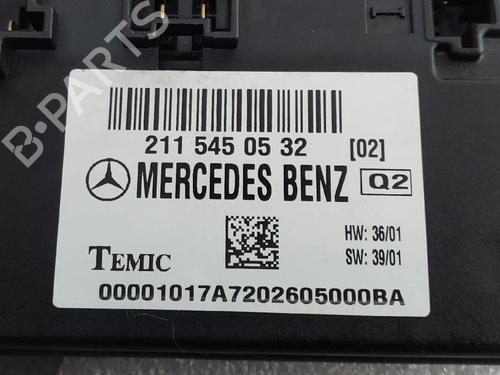 B-PARTS
211 545 05 32 [02]
MERCEDES BENZ Q2
HW: 36/01
TEMIC SW: 39/01
00001017A7202605000BA